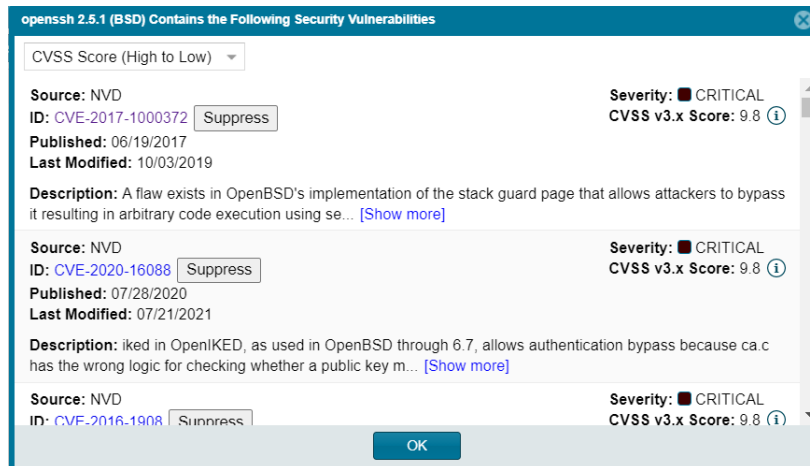 openssh 2.5.1 (BSD) Contains the Following Security Vulnerabilities
CVSS Score (High to Low)
Source: NVD
Severity: CRITICAL
ID: CVE-2017-1000372 Suppress
CVSS v3.x Score: 9.8
Published: 06/19/2017
Last Modified: 10/03/2019
Description: A flaw exists in OpenBSD's implementation of the stack guard page that allows attackers to bypass
it resulting in arbitrary code execution using se... [Show more]
Source: NVD
Severity: CRITICAL
ID: CVE-2020-16088 Suppress
CVSS v3.x Score: 9.8
Published: 07/28/2020
Last Modified: 07/21/2021
Description: iked in OpenIKED, as used in OpenBSD through 6.7, allows authentication bypass because ca.c
has the wrong logic for checking whether a public key m... [Show more]
Source: NVD
Severity: CRITICAL
ID: CVE-2016-1908 Suppress
CVSS v3.x Score: 9.8
OK